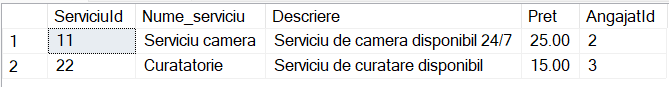 ServiciuId Nume_serviciu Descriere Pret AngajatId
1 11 Serviciu camera Serviciu de camera disponibil 24/7 25.00 2
2 22 Curatatorie Serviciu de curatare disponibil 15.00 3